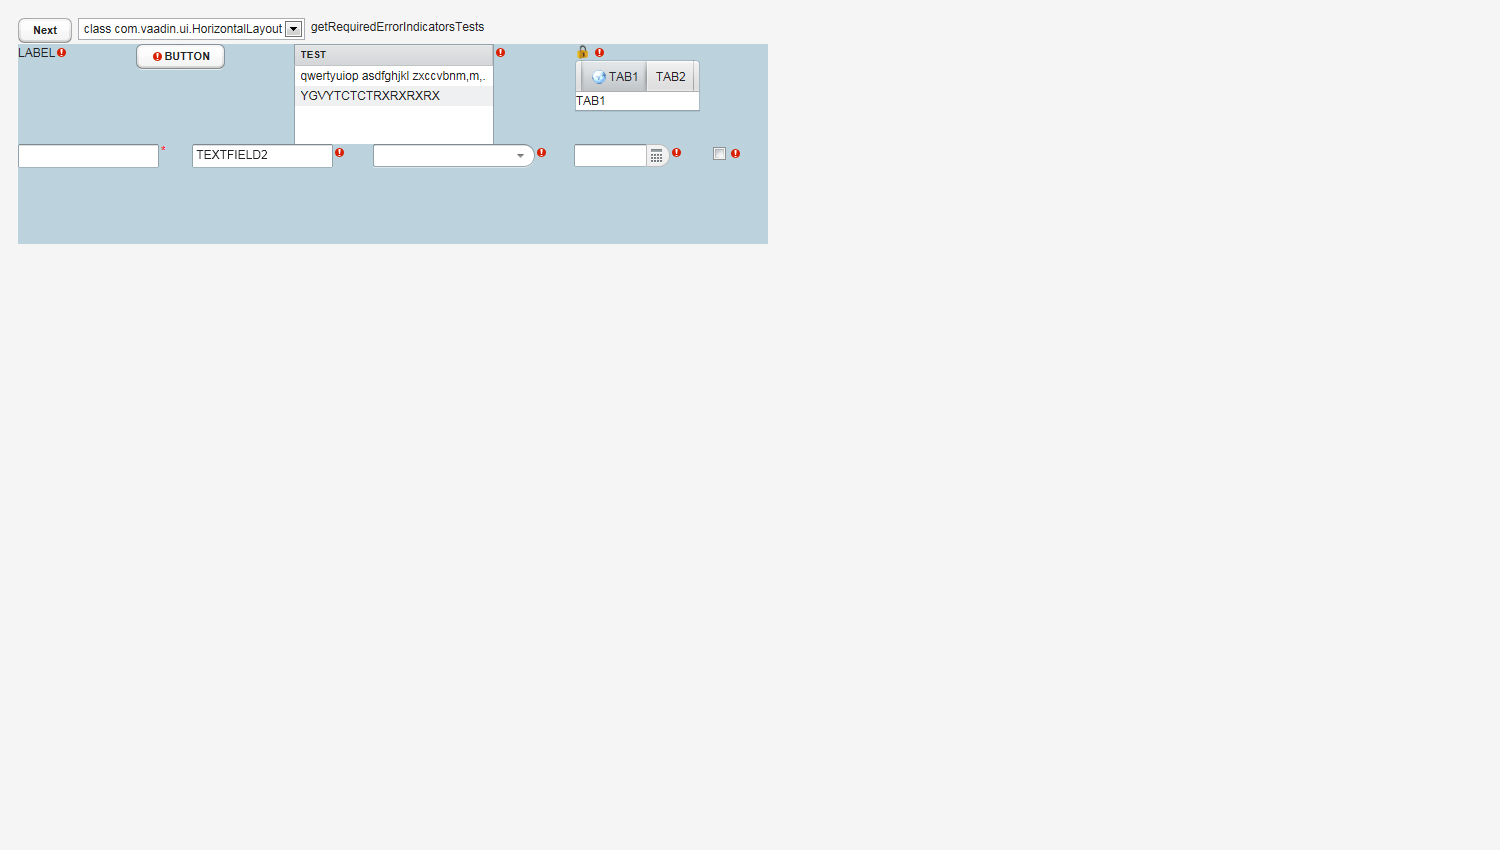 Next class com.vaadin.ui.HorizontalLayout getRequiredErrorIndicatorsTests
LABEL BUTTON TEST
qwertyuiop asdfghjkl zxccvbnm,m,. TAB1 TAB2
YGVYTCTCTRXRXRXRX TAB1
* TEXTFIELD2